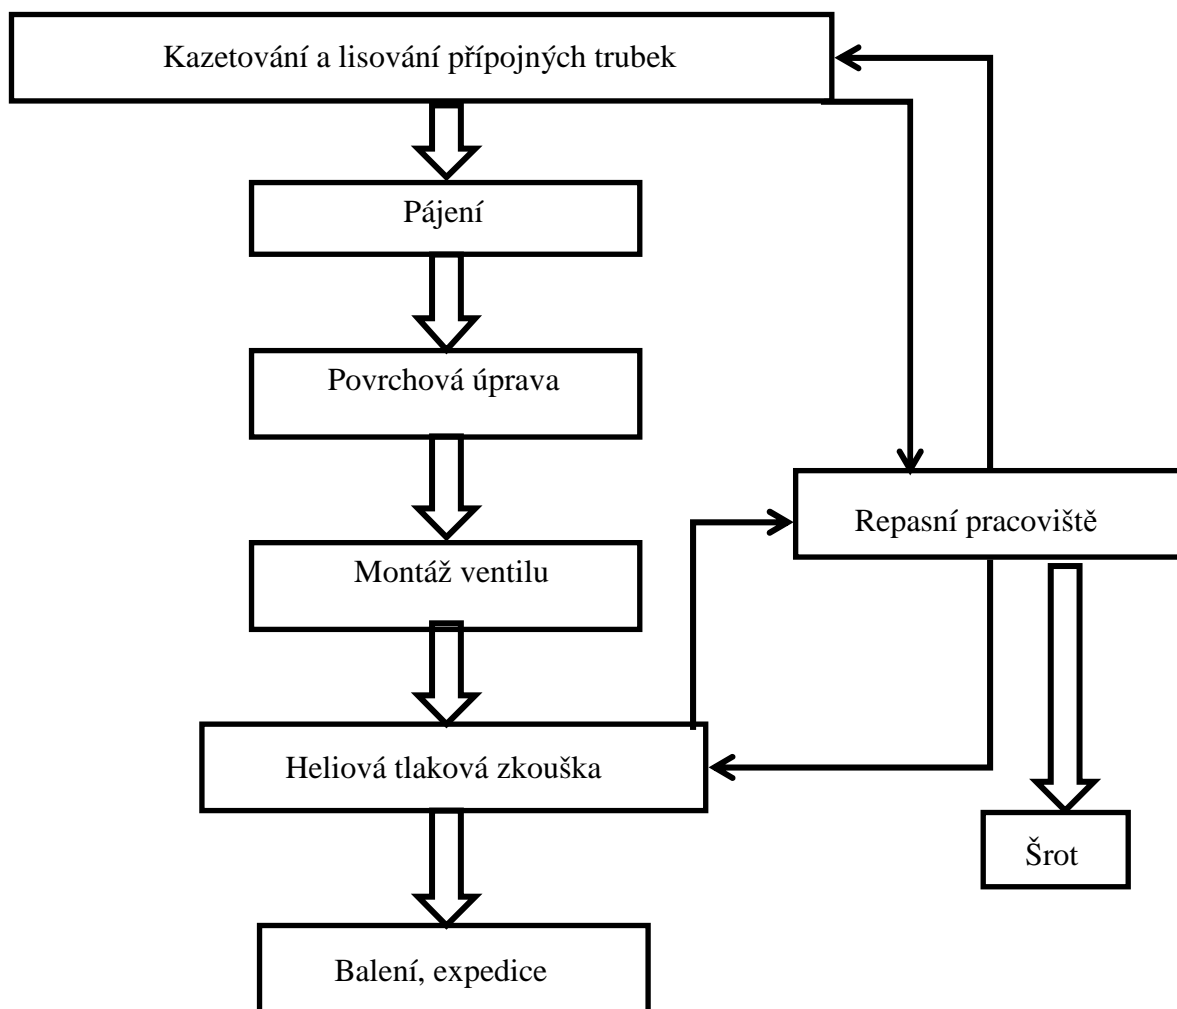 Kazetování a lisování přípojných trubek
Pájení
Povrchová úprava
Repasní pracoviště
Montáž ventilu
Heliová tlaková zkouška
Šrot
Balení, expedice